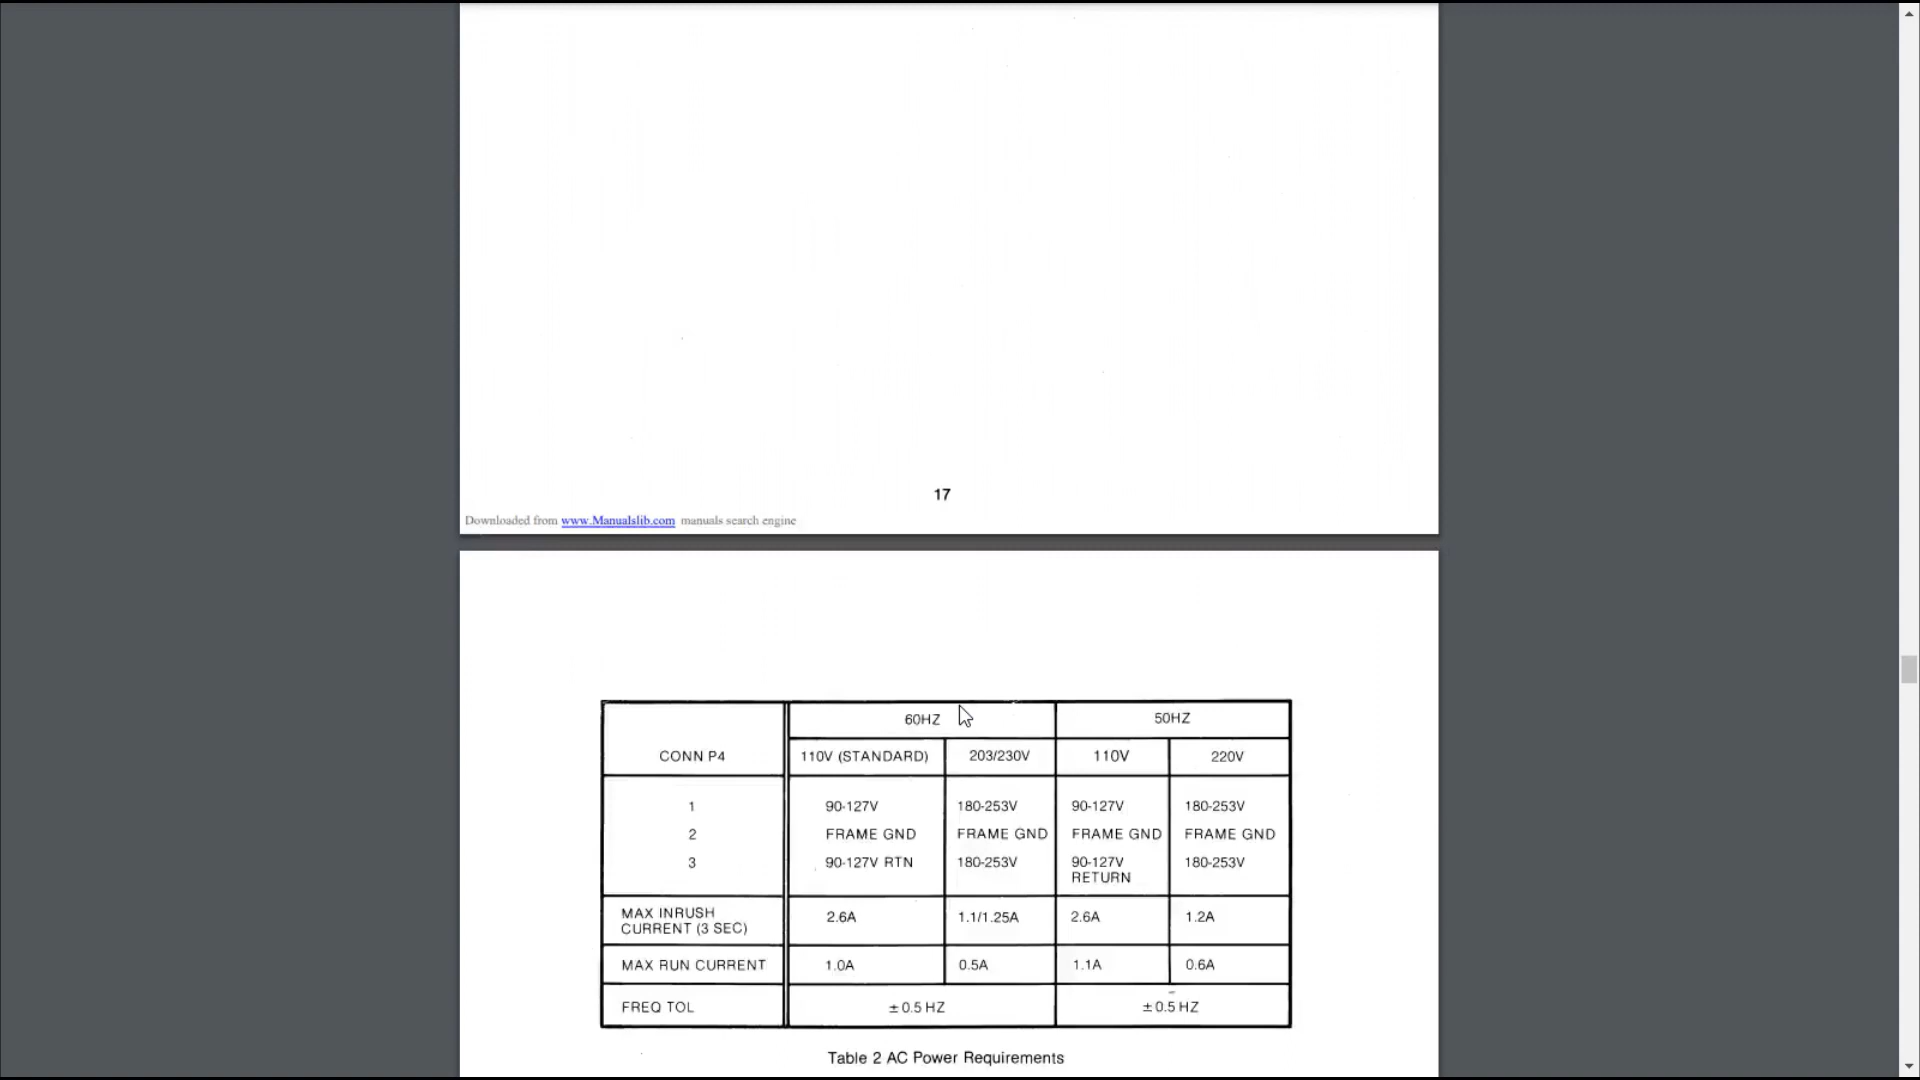 17
Downloaded from www.Manualslib.com manuals search engine
60HZ 50HZ
CONN P4 110V (STANDARD) 203/230V 110V 220V
1 90-127V 180-253V 90-127V 180-253V
2 FRAME GND FRAME GND FRAME GND FRAME GND
3 90-127V RTN 180-253V 90-127V RETURN 180-253V
MAX INRUSH
CURRENT (3 SEC) 2.6A 1.1/1.25A 2.6A 1.2A
MAX RUN CURRENT 1.0A 0.5A 1.1A 0.6A
FREQ TOL ± 0.5 HZ ± 0.5 HZ
Table 2 AC Power Requirements